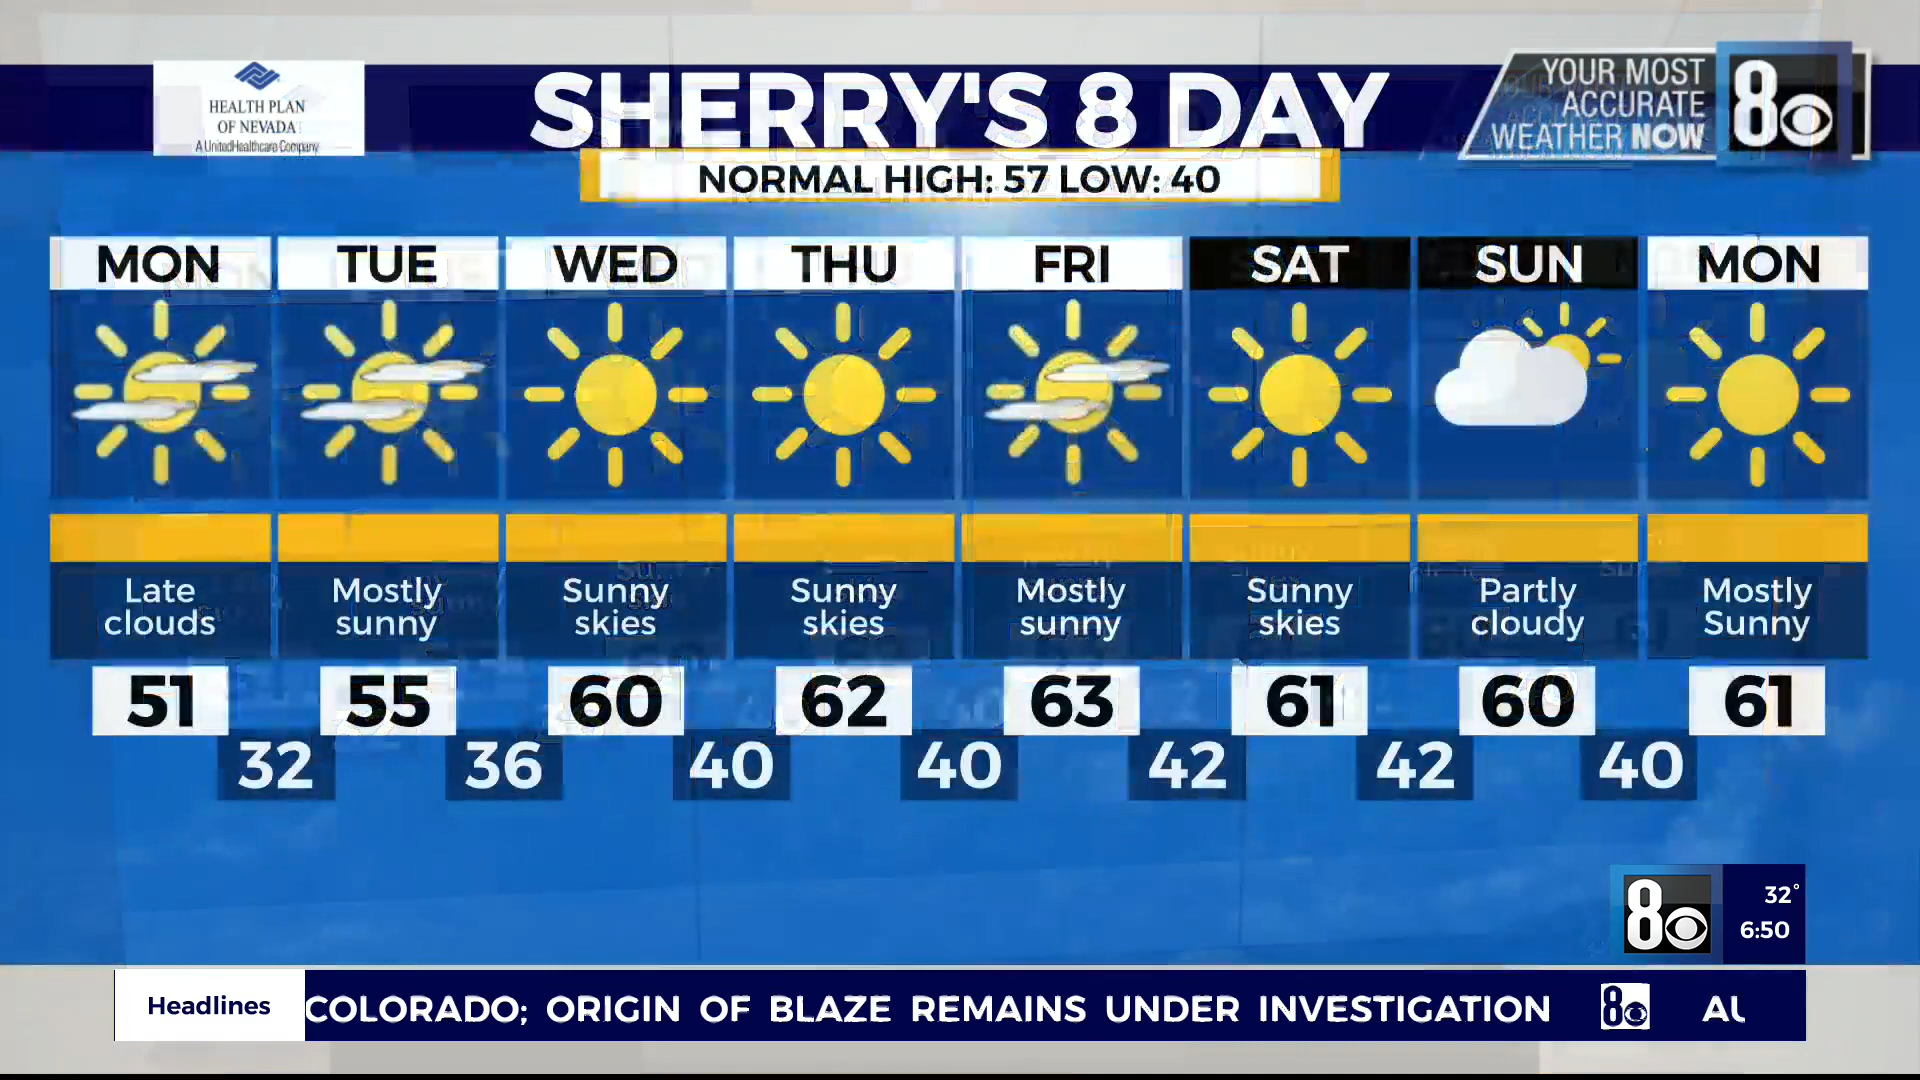 HEALTH PLAN
OF NEVADA
A UnitedHealthcare Company
SHERRY'S 8 DAY
NORMAL HIGH: 57 LOW: 40
YOUR MOST
ACCURATE
WEATHER NOW
8
MON
TUE
WED
THU
FRI
SAT
SUN
MON
Late
clouds
Mostly
sunny
Sunny
skies
Sunny
skies
Mostly
sunny
Sunny
skies
Partly
cloudy
Mostly
Sunny
51
55
60
62
63
61
60
61
32
36
40
40
42
42
40
8
32°
6:50
Headlines
COLORADO; ORIGIN OF BLAZE REMAINS UNDER INVESTIGATION
8